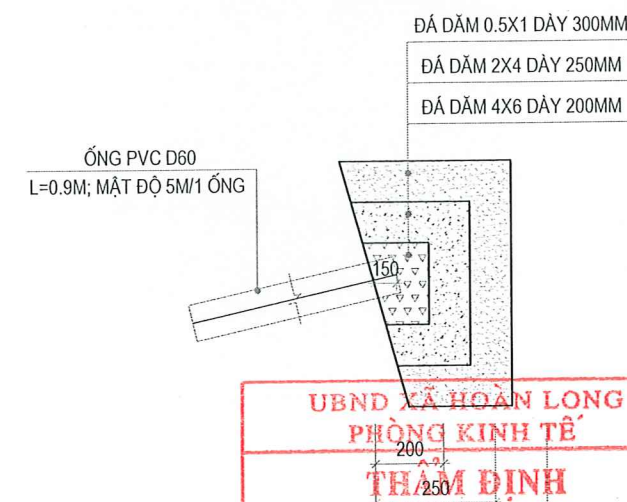 ĐÁ DĂM 0.5X1 DÀY 300MM
ĐÁ DĂM 2X4 DÀY 250MM
ĐÁ DĂM 4X6 DÀY 200MM
ỐNG PVC D60
L=0.9M; MẬT ĐỘ 5M/1 ỐNG
150
UBND XÃ HOÀN LONG
PHÒNG KINH TẾ
200
THẨM ĐỊNH
250